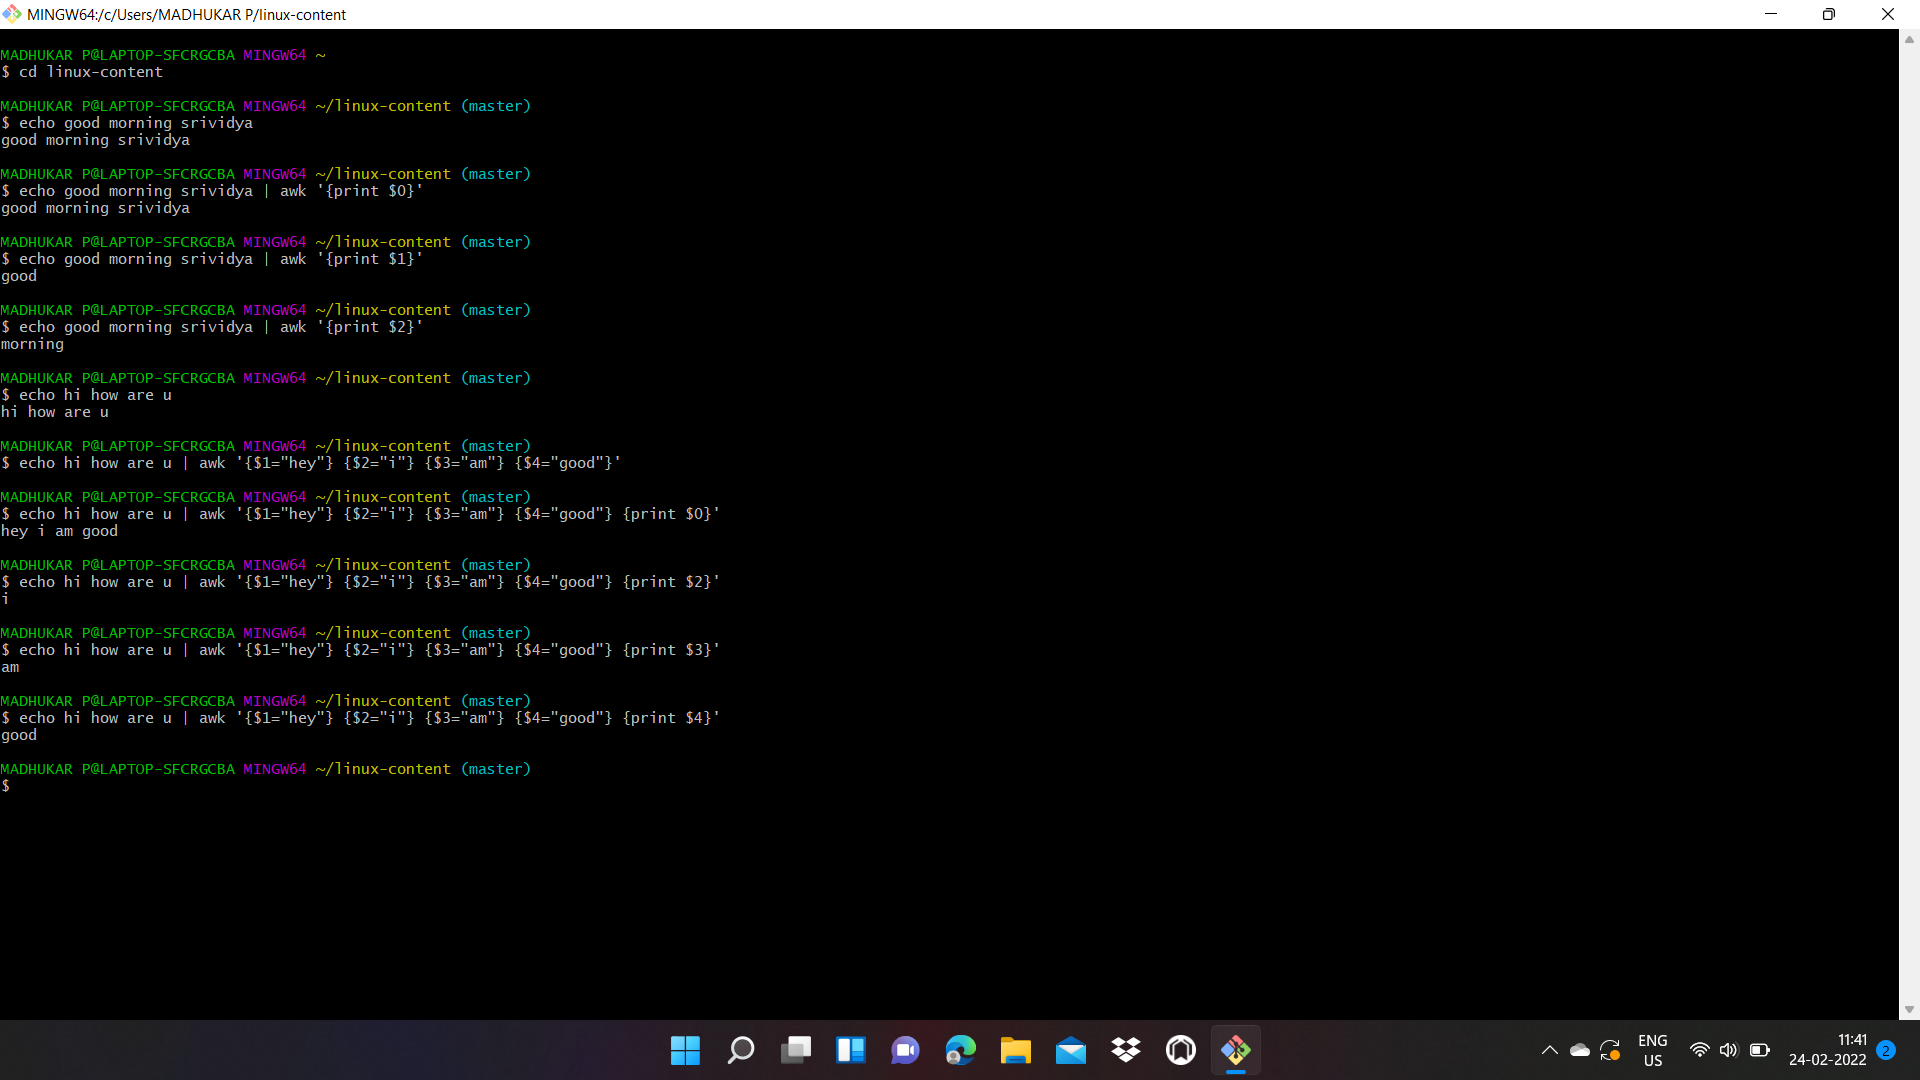 MINGW64:/c/Users/MADHUKAR P/linux-content
MADHUKAR P@LAPTOP-SFCRGCBA MINGW64 ~
$ cd linux-content
MADHUKAR P@LAPTOP-SFCRGCBA MINGW64 ~/linux-content (master)
$ echo good morning srividya
good morning srividya
MADHUKAR P@LAPTOP-SFCRGCBA MINGW64 ~/linux-content (master)
$ echo good morning srividya | awk '{print $0}'
good morning srividya
MADHUKAR P@LAPTOP-SFCRGCBA MINGW64 ~/linux-content (master)
$ echo good morning srividya | awk '{print $1}'
good
MADHUKAR P@LAPTOP-SFCRGCBA MINGW64 ~/linux-content (master)
$ echo good morning srividya | awk '{print $2}'
morning
MADHUKAR P@LAPTOP-SFCRGCBA MINGW64 ~/linux-content (master)
$ echo hi how are u
hi how are u
MADHUKAR P@LAPTOP-SFCRGCBA MINGW64 ~/linux-content (master)
$ echo hi how are u | awk '{$1="hey"} {$2="i"} {$3="am"} {$4="good"}'
MADHUKAR P@LAPTOP-SFCRGCBA MINGW64 ~/linux-content (master)
$ echo hi how are u | awk '{$1="hey"} {$2="i"} {$3="am"} {$4="good"} {print $0}'
hey i am good
MADHUKAR P@LAPTOP-SFCRGCBA MINGW64 ~/linux-content (master)
$ echo hi how are u | awk '{$1="hey"} {$2="i"} {$3="am"} {$4="good"} {print $2}'
i
MADHUKAR P@LAPTOP-SFCRGCBA MINGW64 ~/linux-content (master)
$ echo hi how are u | awk '{$1="hey"} {$2="i"} {$3="am"} {$4="good"} {print $3}'
am
MADHUKAR P@LAPTOP-SFCRGCBA MINGW64 ~/linux-content (master)
$ echo hi how are u | awk '{$1="hey"} {$2="i"} {$3="am"} {$4="good"} {print $4}'
good
MADHUKAR P@LAPTOP-SFCRGCBA MINGW64 ~/linux-content (master)
$
ENG
US
11:41
24-02-2022
2